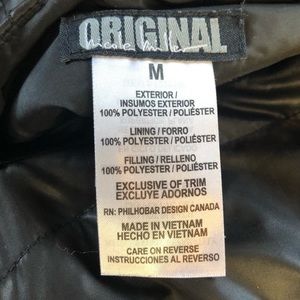 ORIGINAL
nicole miller
M
EXTERIOR /
INSUMOS EXTERIOR
100% POLYESTER / POLIÉSTER
LINING / FORRO
100% POLYESTER / POLIÉSTER
FILLING / RELLENO
100% POLYESTER / POLIÉSTER
EXCLUSIVE OF TRIM
EXCLUYE ADORNOS
RN: PHILHOBAR DESIGN CANADA
MADE IN VIETNAM
HECHO EN VIETNAM
CARE ON REVERSE
INSTRUCCIONES AL REVERSO